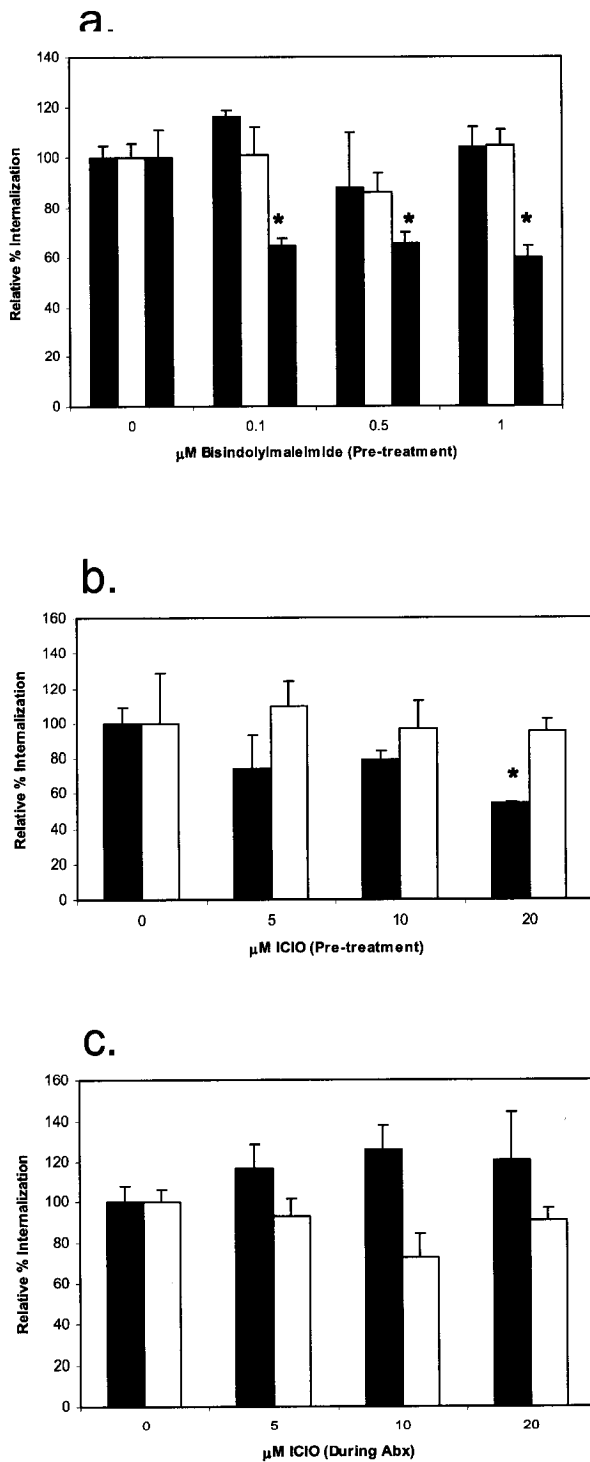 a.
140
120
100
80
60
40
20
0
Relative % Internalization
*
*
*
0 0.1 0.5 1
µM Bisindolylmaleimide (Pre-treatment)
b.
160
140
120
100
80
60
40
20
0
Relative % Internalization
*
0 5 10 20
µM ICIO (Pre-treatment)
c.
160
140
120
100
80
60
40
20
0
Relative % Internalization
0 5 10 20
µM ICIO (During Abx)